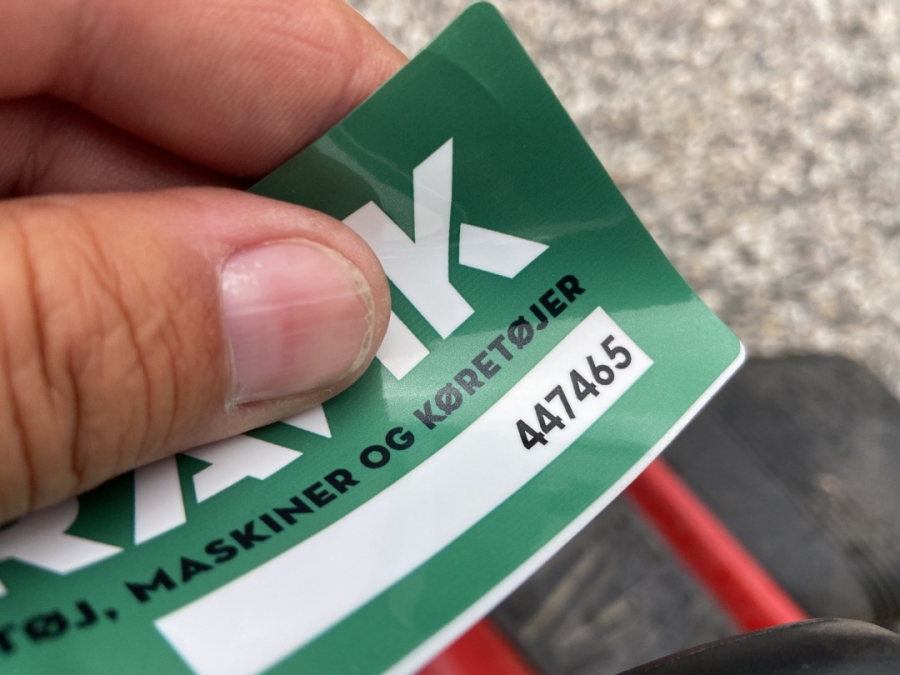 TØJ, MASKINER OG KØRETØJER
447465